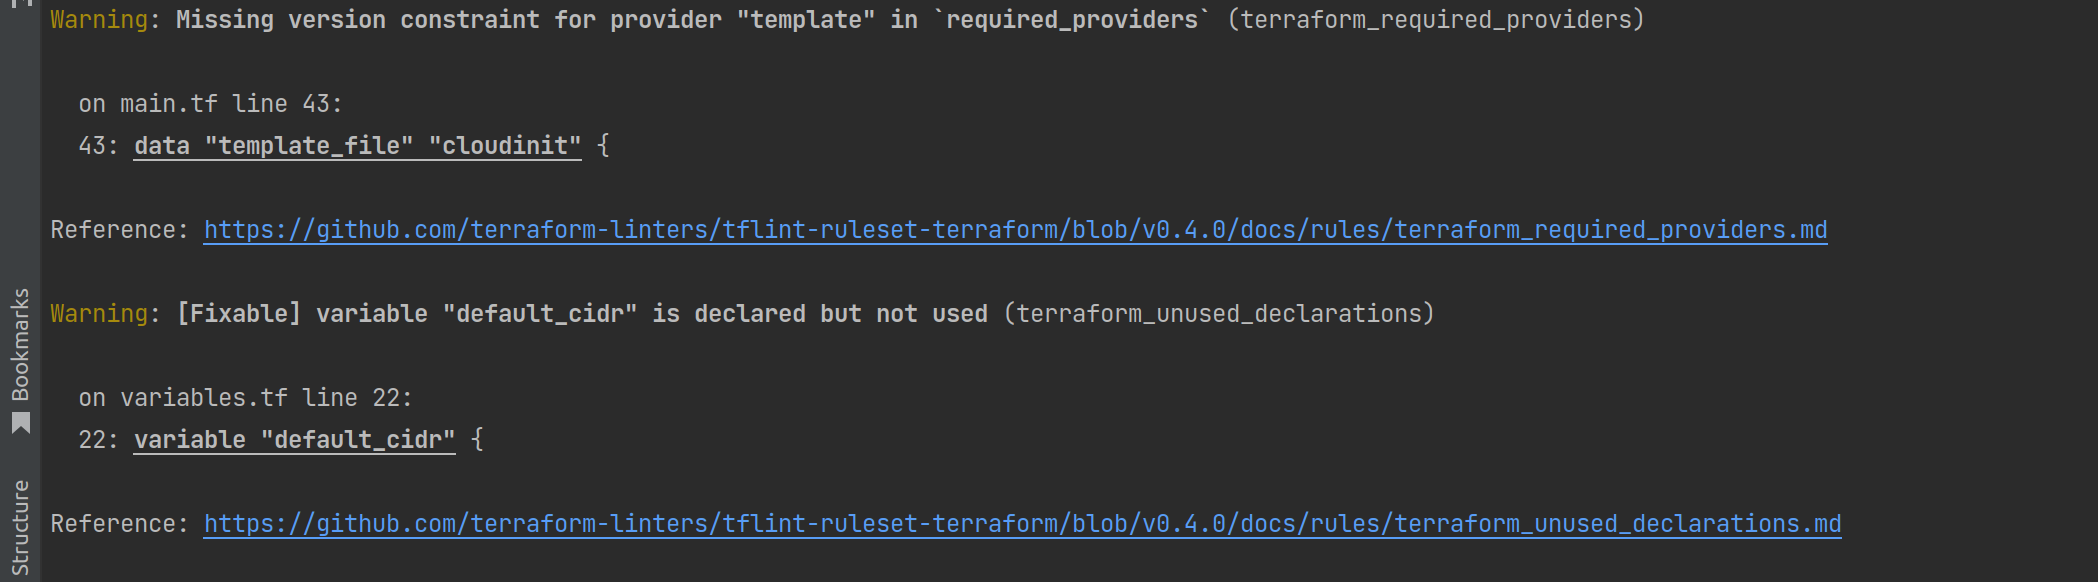 Warning: Missing version constraint for provider "template" in `required_providers` (terraform_required_providers)
on main.tf line 43:
43: data "template_file" "cloudinit" {
Reference: https://github.com/terraform-linters/tflint-ruleset-terraform/blob/v0.4.0/docs/rules/terraform_required_providers.md
Warning: [Fixable] variable "default_cidr" is declared but not used (terraform_unused_declarations)
on variables.tf line 22:
22: variable "default_cidr" {
Reference: https://github.com/terraform-linters/tflint-ruleset-terraform/blob/v0.4.0/docs/rules/terraform_unused_declarations.md
Bookmarks
Structure